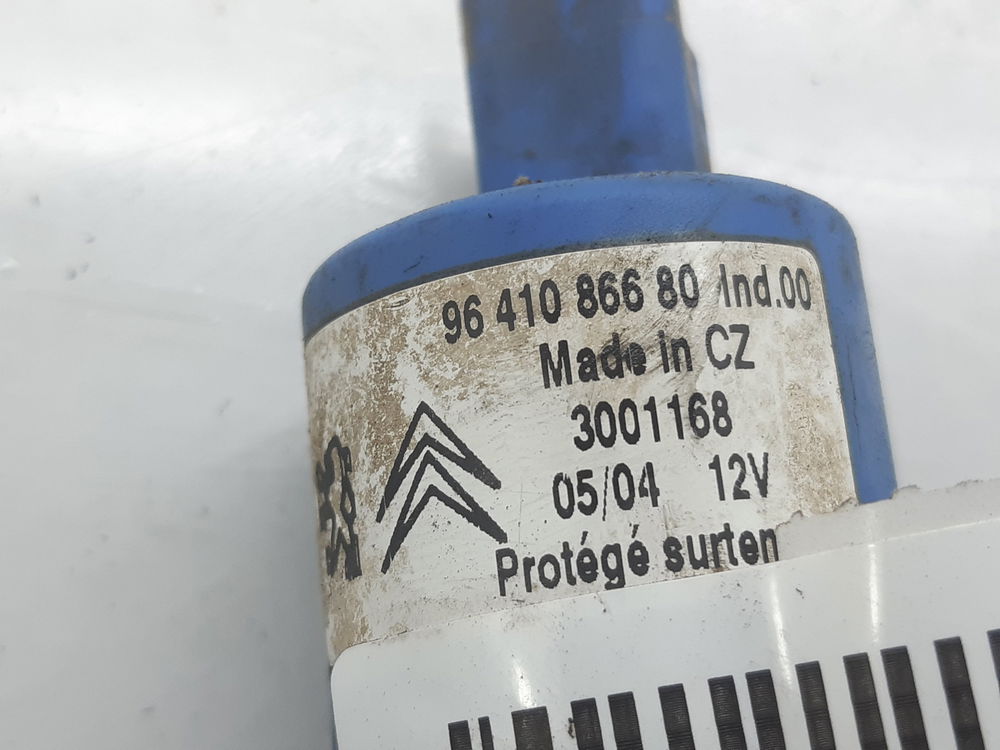 96 410 866 80 Ind.00
Made in CZ
3001168
05/04 12V
Protégé surten